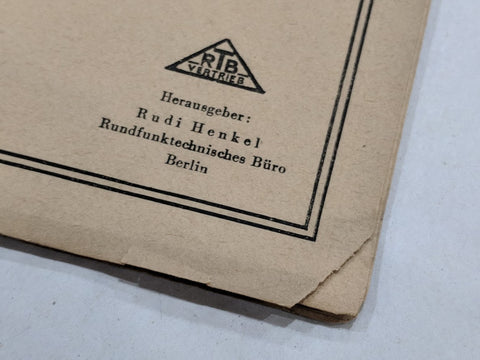 RTB
VERTRIEB
Herausgeber:
Rudi Henkel
Rundfunktechnisches Büro
Berlin